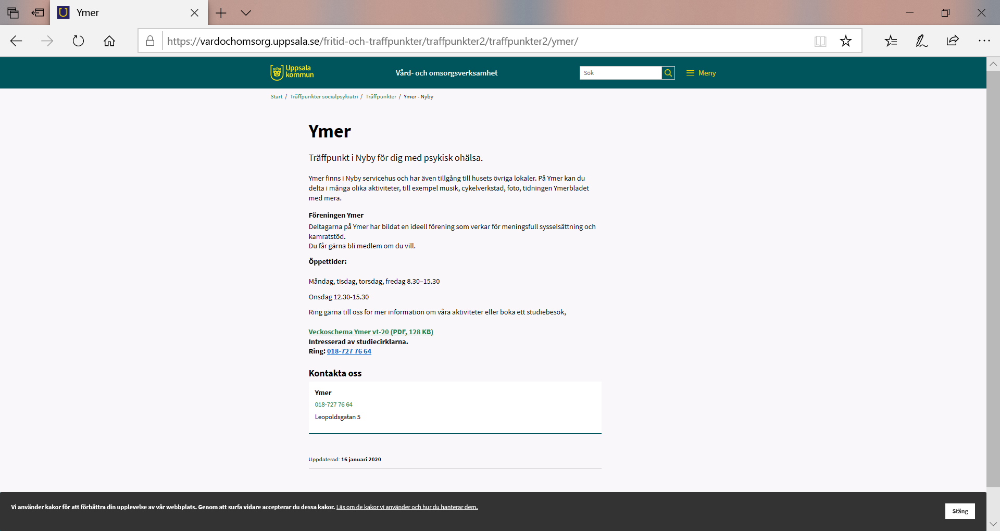 Ymer
https://vardochomsorg.uppsala.se/fritid-och-traffpunkter/traffpunkter2/traffpunkter2/ymer/
Uppsala
kommun
Vård- och omsorgsverksamhet
Sök
Meny
Start / Träffpunkter socialpsykiatri / Träffpunkter / Ymer - Nyby
Ymer
Träffpunkt i Nyby för dig med psykisk ohälsa.
Ymer finns i Nyby servicehus och har även tillgång till husets övriga lokaler. På Ymer kan du
delta i många olika aktiviteter, till exempel musik, cykelverkstad, foto, tidningen Ymerbladet
med mera.
Föreningen Ymer
Deltagarna på Ymer har bildat en ideell förening som verkar för meningsfull sysselsättning och
kamratstöd.
Du får gärna bli medlem om du vill.
Öppettider:
Måndag, tisdag, torsdag, fredag 8.30–15.30
Onsdag 12.30-15.30
Ring gärna till oss för mer information om våra aktiviteter eller boka ett studiebesök,
Veckoschema Ymer vt-20 (PDF, 128 KB)
Intresserad av studiecirklarna.
Ring: 018-727 76 64
Kontakta oss
Ymer
018-727 76 64
Leopoldsgatan 5
Uppdaterad: 16 januari 2020
Vi använder kakor för att förbättra din upplevelse av vår webbplats. Genom att surfa vidare accepterar du dessa kakor. Läs om de kakor vi använder och hur du hanterar dem.
Stäng